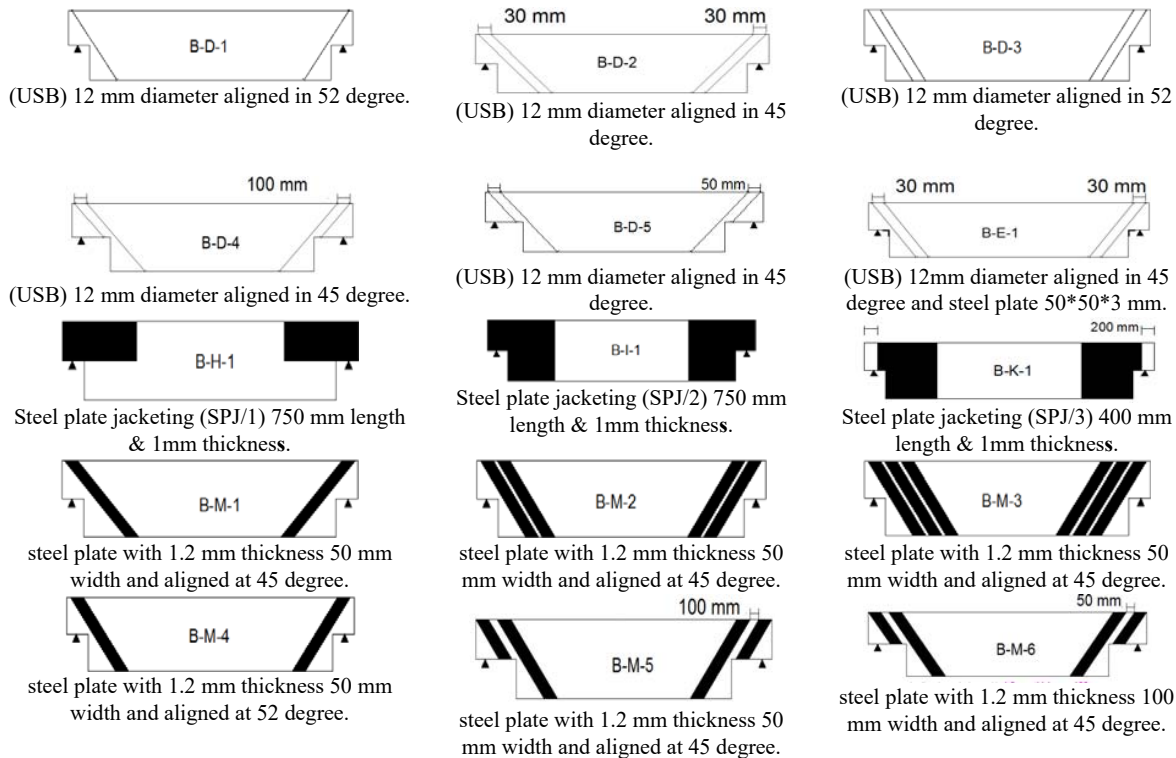 30 mm 30 mm
B-D-1 B-D-2 B-D-3
(USB) 12 mm diameter aligned in 52 degree.
(USB) 12 mm diameter aligned in 45
degree.
(USB) 12 mm diameter aligned in 52
degree.
100 mm
B-D-4
(USB) 12 mm diameter aligned in 45 degree.
50 mm
B-D-5
(USB) 12 mm diameter aligned in 45
degree.
30 mm 30 mm
B-E-1
(USB) 12mm diameter aligned in 45
degree and steel plate 50*50*3 mm.
B-H-1
Steel plate jacketing (SPJ/1) 750 mm length
& 1mm thickness.
B-I-1
Steel plate jacketing (SPJ/2) 750 mm
length & 1mm thickness.
200 mm
B-K-1
Steel plate jacketing (SPJ/3) 400 mm
length & 1mm thickness.
B-M-1
steel plate with 1.2 mm thickness 50 mm
width and aligned at 45 degree.
B-M-2
steel plate with 1.2 mm thickness 50
mm width and aligned at 45 degree.
B-M-3
steel plate with 1.2 mm thickness 50
mm width and aligned at 45 degree.
B-M-4
steel plate with 1.2 mm thickness 50 mm
width and aligned at 52 degree.
100 mm
B-M-5
steel plate with 1.2 mm thickness 50
mm width and aligned at 45 degree.
50 mm
B-M-6
steel plate with 1.2 mm thickness 100
mm width and aligned at 45 degree.